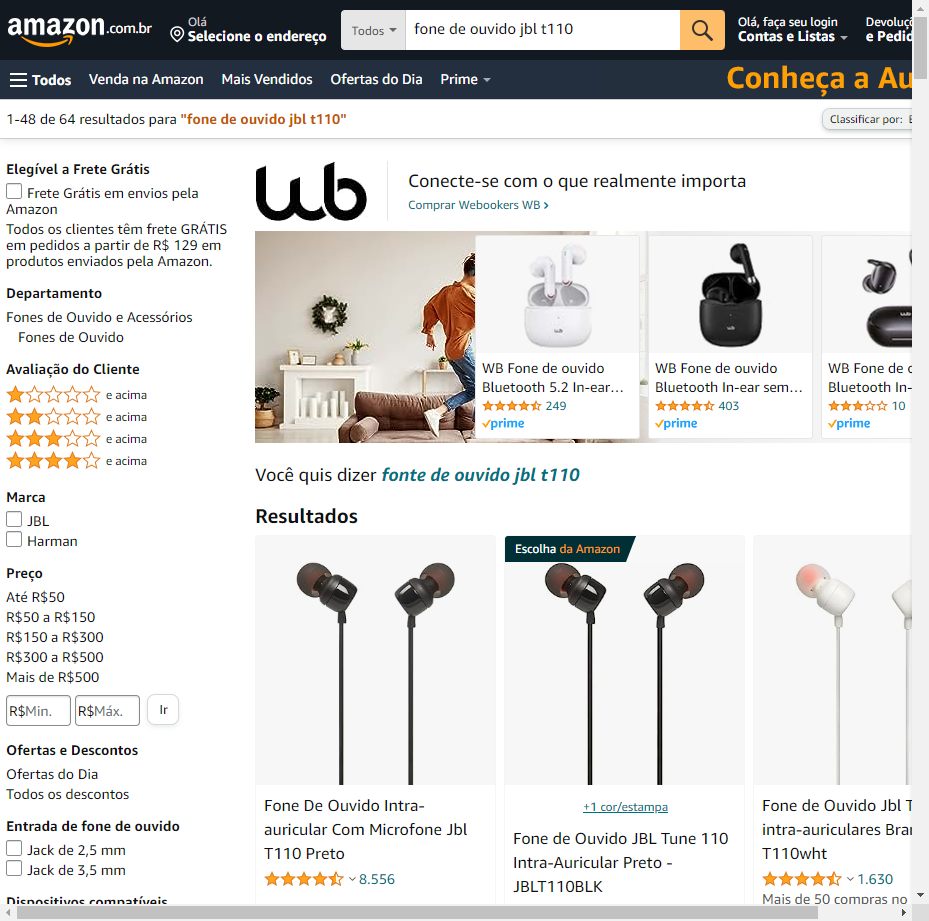 amazon.com.br
Olá
Selecione o endereço
Todos
fone de ouvido jbl t110
Olá, faça seu login
Contas e Listas
Devoluç
e Pedid
Todos
Venda na Amazon
Mais Vendidos
Ofertas do Dia
Prime
Conheça a Au
1-48 de 64 resultados para "fone de ouvido jbl t110"
Classificar por:
Elegível a Frete Grátis
Frete Grátis em envios pela
Amazon
Todos os clientes têm frete GRÁTIS
em pedidos a partir de R$ 129 em
produtos enviados pela Amazon.
Departamento
Fones de Ouvido e Acessórios
Fones de Ouvido
Avaliação do Cliente
e acima
e acima
e acima
e acima
Marca
JBL
Harman
Preço
Até R$50
R$50 a R$150
R$150 a R$300
R$300 a R$500
Mais de R$500
R$Min.
R$Máx.
Ir
Ofertas e Descontos
Ofertas do Dia
Todos os descontos
Entrada de fone de ouvido
Jack de 2,5 mm
Jack de 3,5 mm
Dispositivos compatíveis
wb
Conecte-se com o que realmente importa
Comprar Webookers WB
WB Fone de ouvido
Bluetooth 5.2 In-ear…
249
prime
WB Fone de ouvido
Bluetooth In-ear sem…
403
prime
WB Fone de o
Bluetooth In-
10
prime
Você quis dizer fonte de ouvido jbl t110
Resultados
Fone De Ouvido Intra-
auricular Com Microfone Jbl
T110 Preto
8.556
Escolha da Amazon
+1 cor/estampa
Fone de Ouvido JBL Tune 110
Intra-Auricular Preto -
JBLT110BLK
Fone de Ouvido Jbl T
intra-auriculares Bran
T110wht
1.630
Mais de 50 compras no